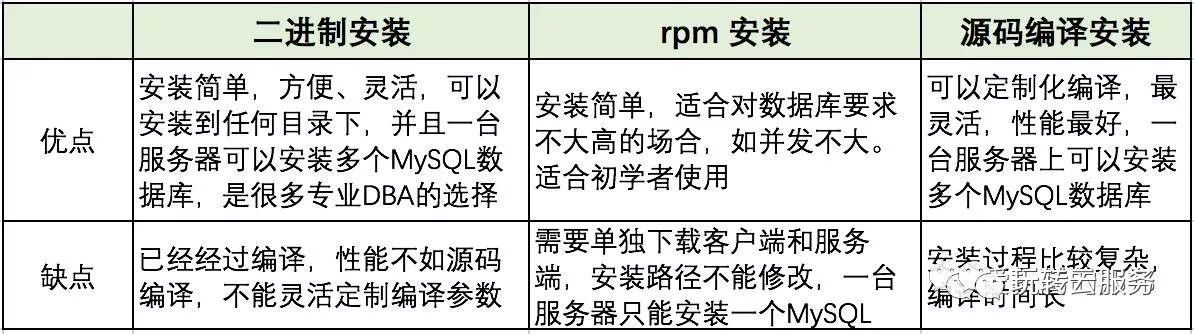 二进制安装
rpm 安装
源码编译安装
优点
安装简单，方便、灵活，可以
安装到任何目录下，并且一台
服务器可以安装多个MySQL数
据库，是很多专业DBA的选择
安装简单，适合对数据库要求
不大高的场合，如并发不大。
适合初学者使用
可以定制化编译，最
灵活，性能最好，一
台服务器上可以安装
多个MySQL数据库
缺点
已经经过编译，性能不如源码
编译，不能灵活定制编译参数
需要单独下载客户端和服务
端，安装路径不能修改，一台
服务器只能安装一个MySQL
安装过程比较复杂，
编译时间长
玩转云服务